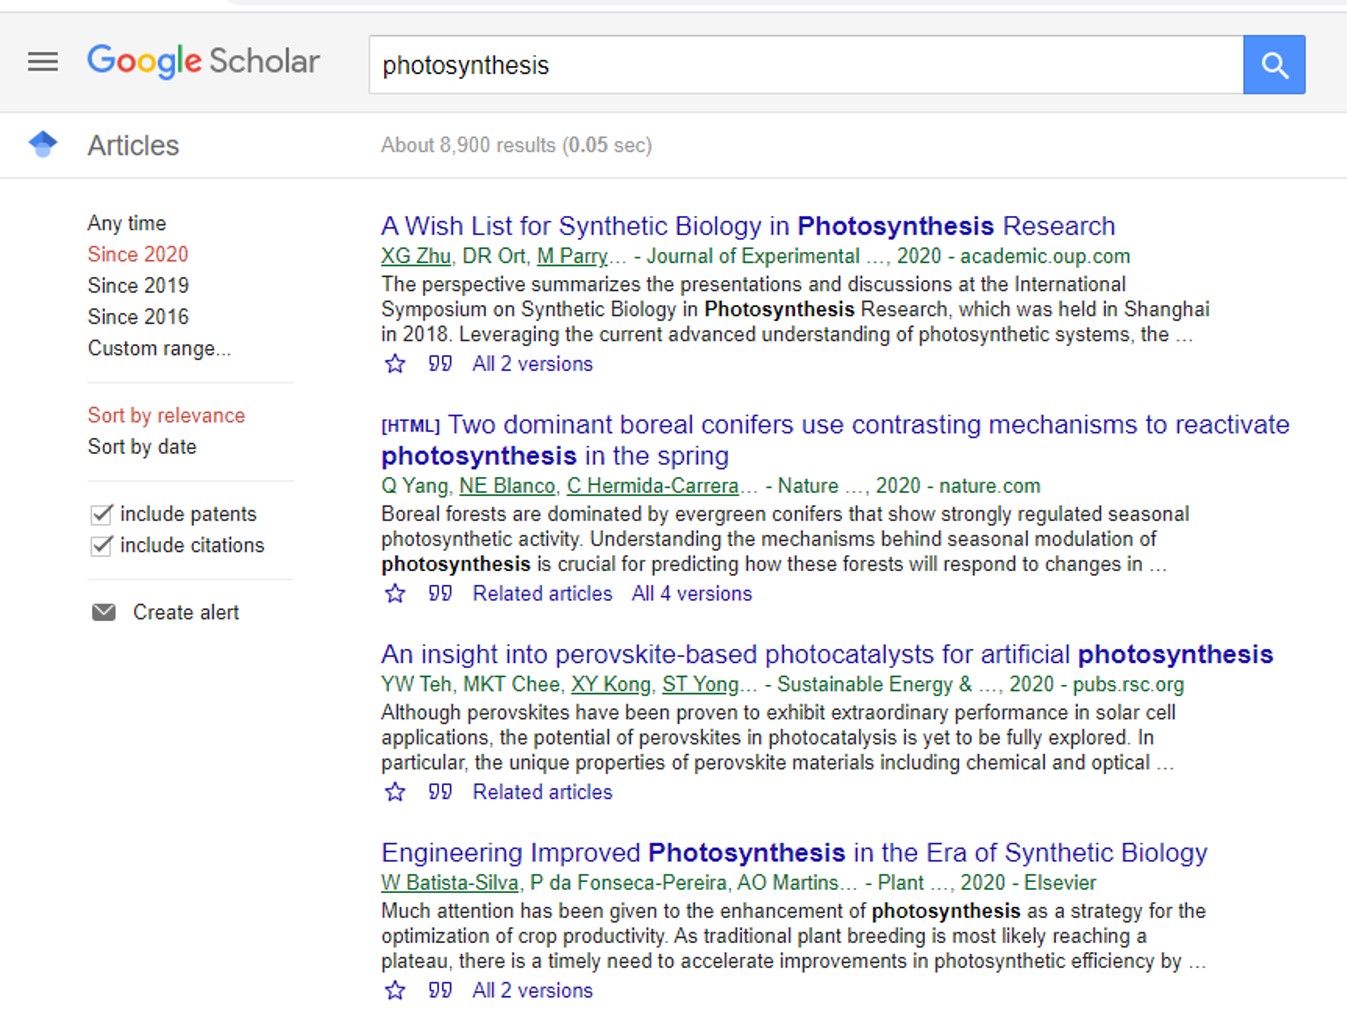 Google Scholar
photosynthesis
Articles
About 8,900 results (0.05 sec)
Any time
Since 2020
Since 2019
Since 2016
Custom range...
Sort by relevance
Sort by date
include patents
include citations
Create alert
A Wish List for Synthetic Biology in Photosynthesis Research
XG Zhu, DR Ort, M Parry… - Journal of Experimental …, 2020 - academic.oup.com
The perspective summarizes the presentations and discussions at the International
Symposium on Synthetic Biology in Photosynthesis Research, which was held in Shanghai
in 2018. Leveraging the current advanced understanding of photosynthetic systems, the …
All 2 versions
[HTML] Two dominant boreal conifers use contrasting mechanisms to reactivate
photosynthesis in the spring
Q Yang, NE Blanco, C Hermida-Carrera… - Nature …, 2020 - nature.com
Boreal forests are dominated by evergreen conifers that show strongly regulated seasonal
photosynthetic activity. Understanding the mechanisms behind seasonal modulation of
photosynthesis is crucial for predicting how these forests will respond to changes in …
Related articles All 4 versions
An insight into perovskite-based photocatalysts for artificial photosynthesis
YW Teh, MKT Chee, XY Kong, ST Yong… - Sustainable Energy & …, 2020 - pubs.rsc.org
Although perovskites have been proven to exhibit extraordinary performance in solar cell
applications, the potential of perovskites in photocatalysis is yet to be fully explored. In
particular, the unique properties of perovskite materials including chemical and optical …
Related articles
Engineering Improved Photosynthesis in the Era of Synthetic Biology
W Batista-Silva, P da Fonseca-Pereira, AO Martins… - Plant …, 2020 - Elsevier
Much attention has been given to the enhancement of photosynthesis as a strategy for the
optimization of crop productivity. As traditional plant breeding is most likely reaching a
plateau, there is a timely need to accelerate improvements in photosynthetic efficiency by …
All 2 versions